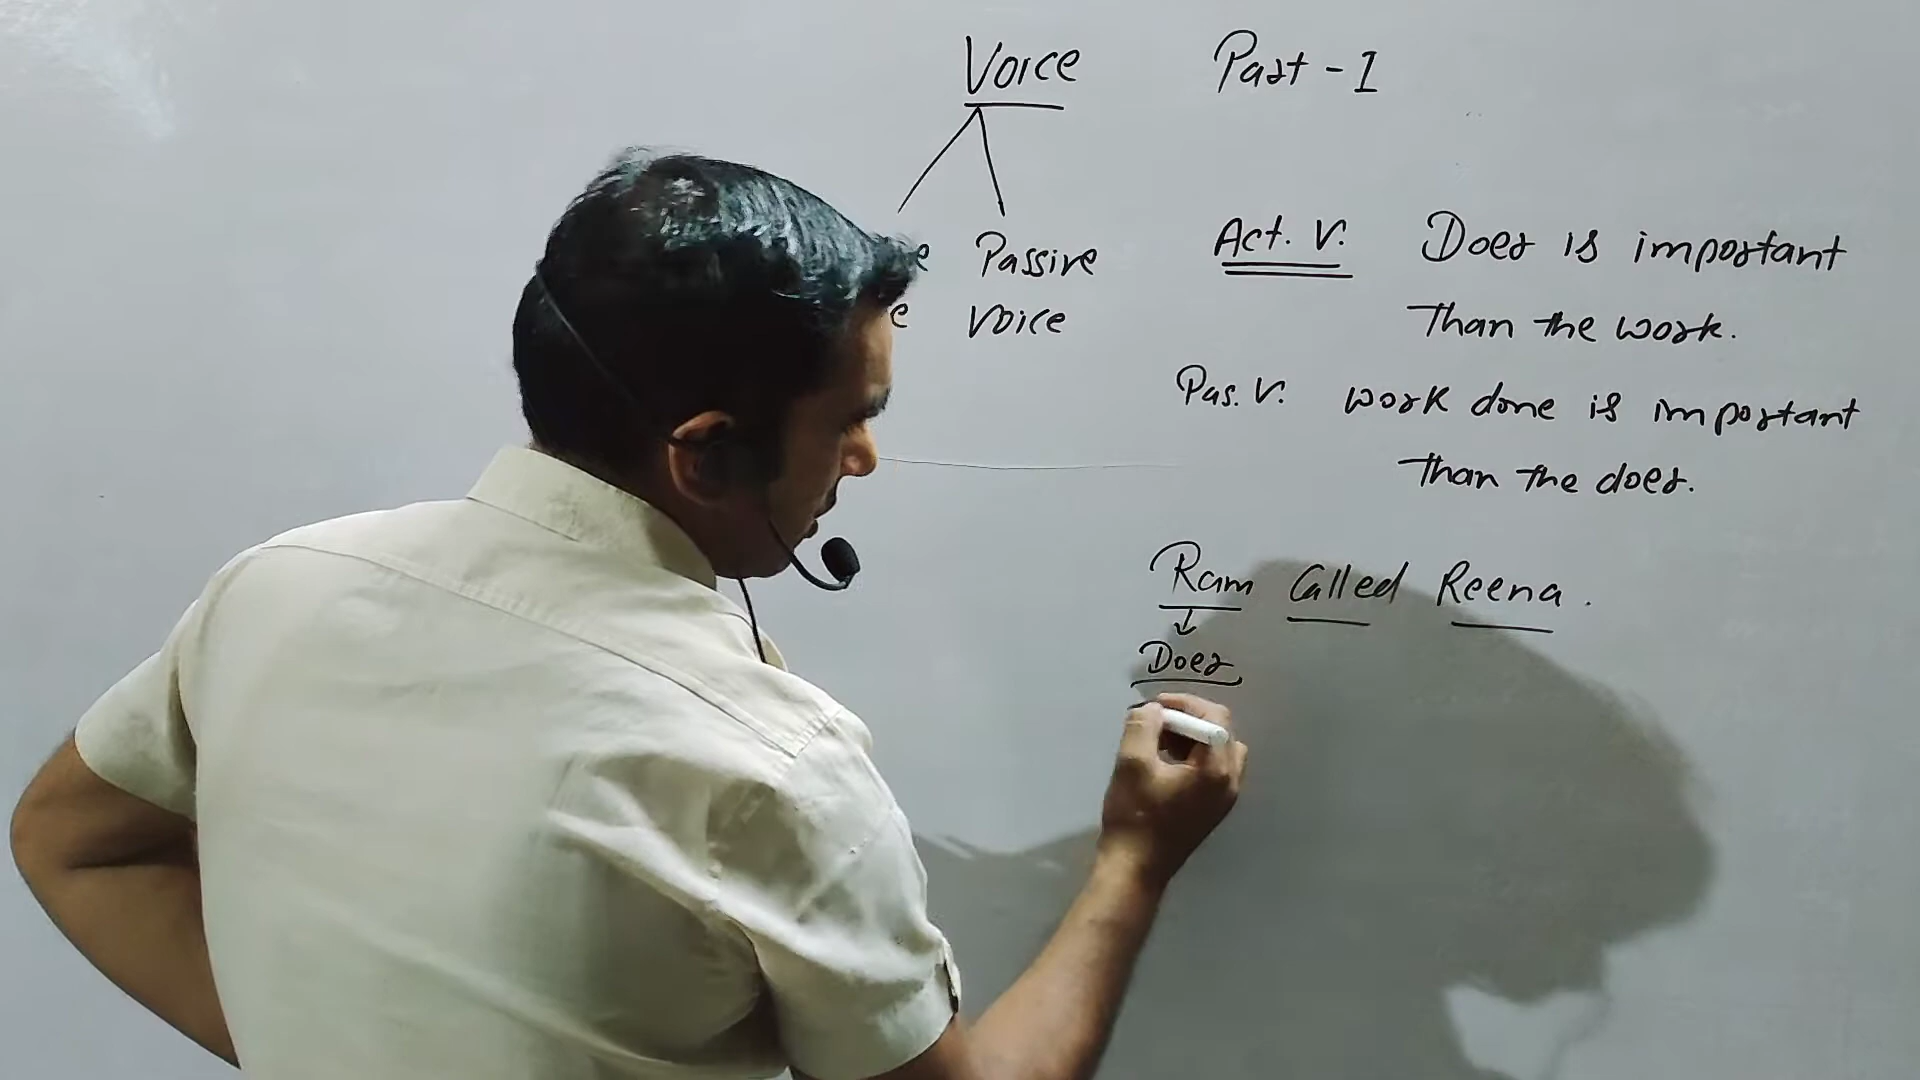 Voice Part - I
Passive
Voice
Act. V. Doer is important
Than the work.
Pas. V. work done is important
Than the doer.
Ram Called Reena.
Doer